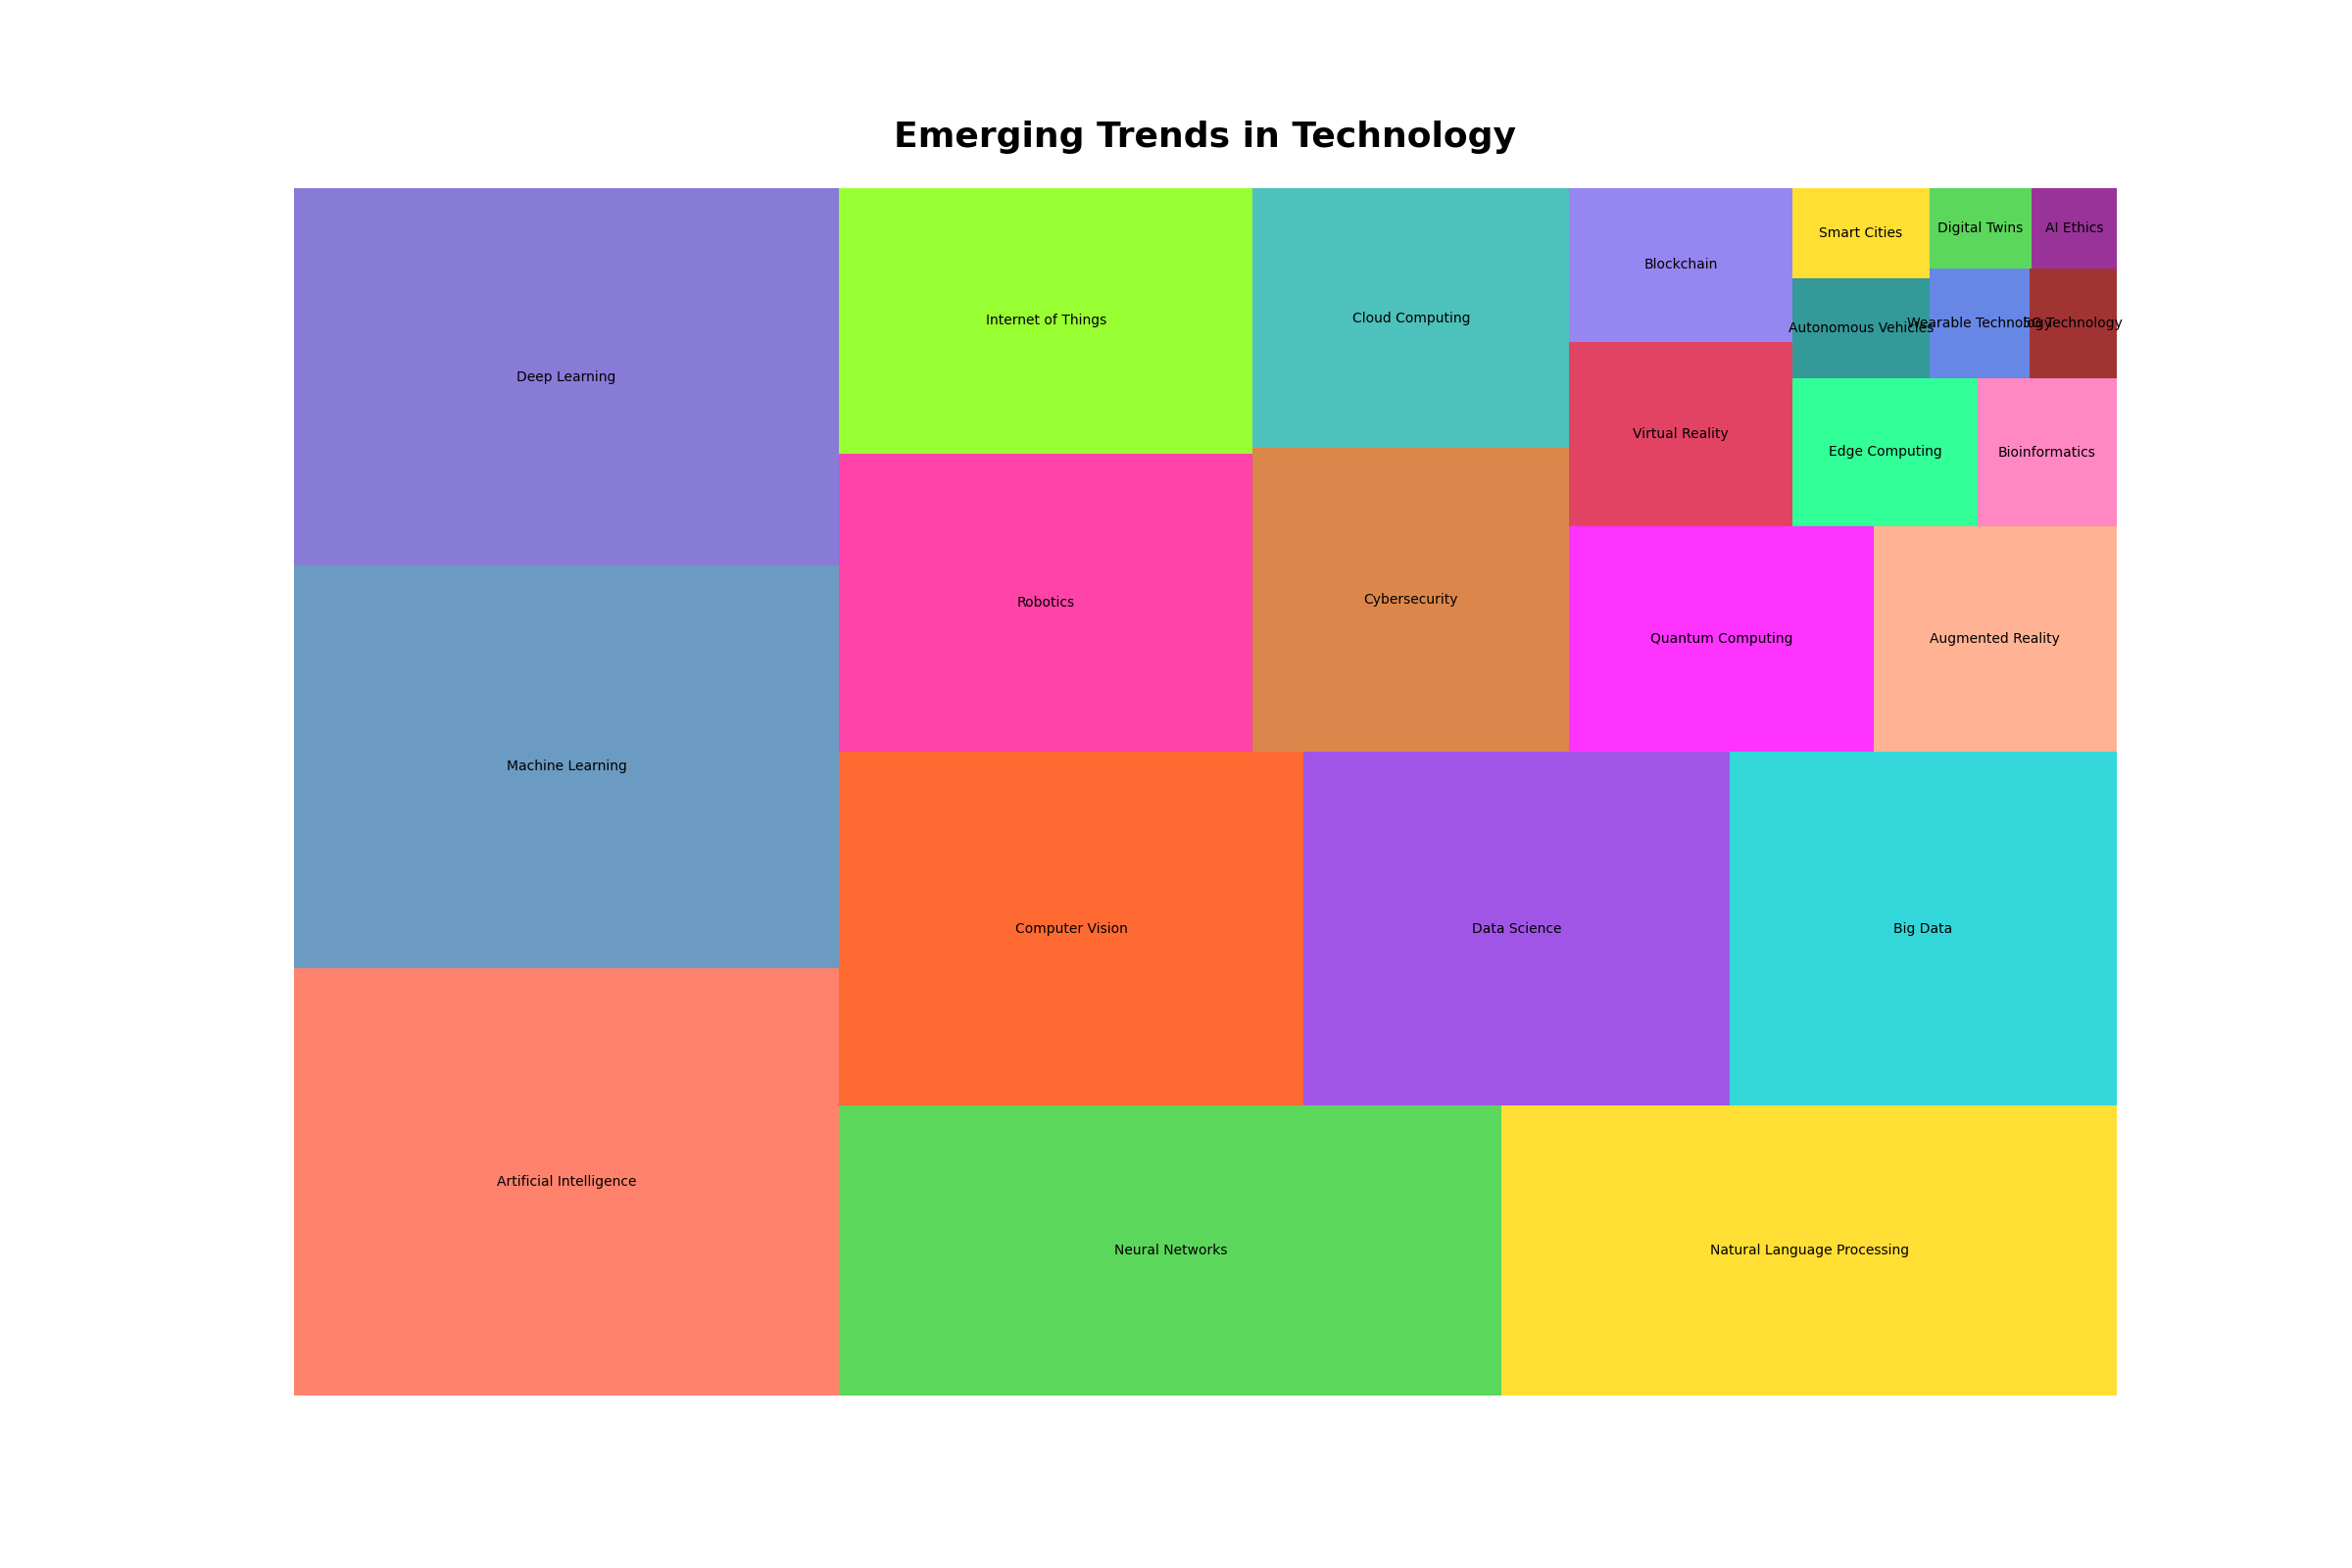 Emerging Trends in Technology
Deep Learning
Internet of Things
Cloud Computing
Blockchain
Smart Cities
Digital Twins
AI Ethics
Autonomous Vehicles
Wearable Technology
5G Technology
Virtual Reality
Edge Computing
Bioinformatics
Robotics
Cybersecurity
Quantum Computing
Augmented Reality
Machine Learning
Computer Vision
Data Science
Big Data
Artificial Intelligence
Neural Networks
Natural Language Processing